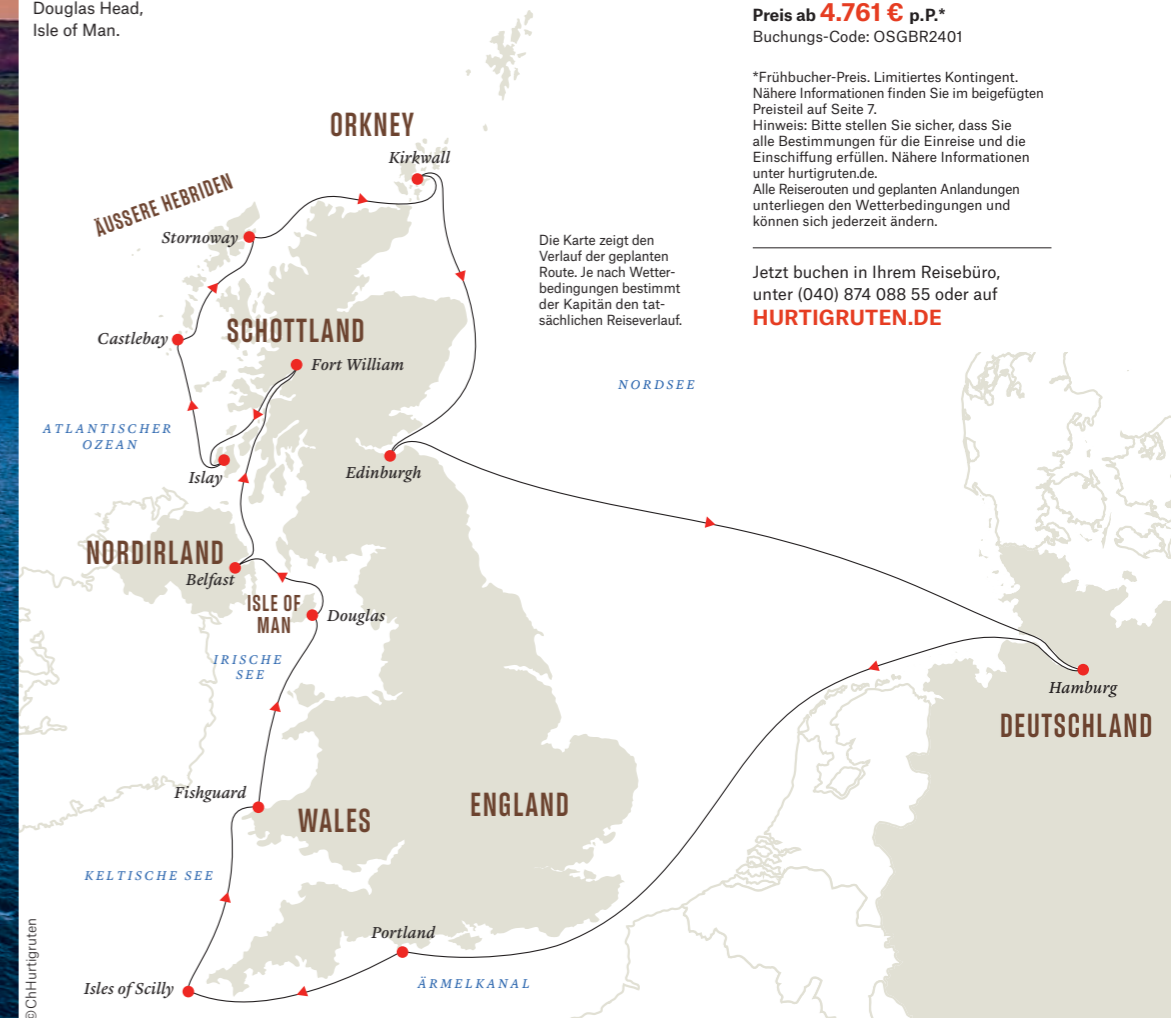 Douglas Head,
Isle of Man.
Preis ab 4.761 € p.P.*
Buchungs-Code: OSGBR2401
*Frühbucher-Preis. Limitiertes Kontingent.
Nähere Informationen finden Sie im beigefügten
Preisteil auf Seite 7.
Hinweis: Bitte stellen Sie sicher, dass Sie
alle Bestimmungen für die Einreise und die
Einschiffung erfüllen. Nähere Informationen
unter hurtigruten.de.
Alle Reiserouten und geplanten Anlandungen
unterliegen den Wetterbedingungen und
können sich jederzeit ändern.
Jetzt buchen in Ihrem Reisebüro,
unter (040) 874 088 55 oder auf
HURTIGRUTEN.DE
Die Karte zeigt den
Verlauf der geplanten
Route. Je nach Wetter-
bedingungen bestimmt
der Kapitän den tat-
sächlichen Reiseverlauf.
ORKNEY
Kirkwall
ÄUSSERE HEBRIDEN
Stornoway
Castlebay
SCHOTTLAND
Fort William
NORDSEE
ATLANTISCHER
OZEAN
Islay
Edinburgh
NORDIRLAND
Belfast
ISLE OF
MAN
Douglas
IRISCHE
SEE
Hamburg
DEUTSCHLAND
Fishguard
WALES
ENGLAND
KELTISCHE SEE
Portland
Isles of Scilly
ÄRMELKANAL
©ChHurtigruten